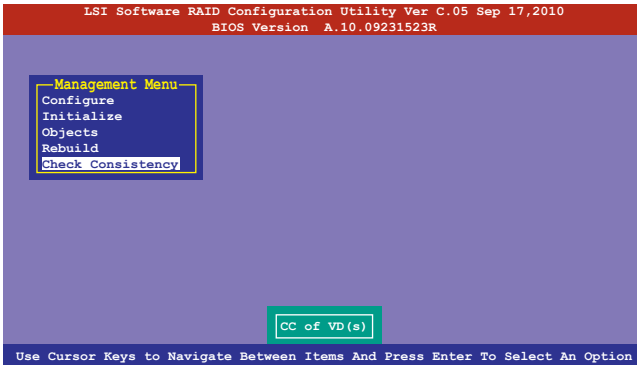 LSI Software RAID Configuration Utility Ver C.05 Sep 17,2010
BIOS Version A.10.09231523R
Management Menu
Configure
Initialize
Objects
Rebuild
Check Consistency
CC of VD(s)
Use Cursor Keys to Navigate Between Items And Press Enter To Select An Option